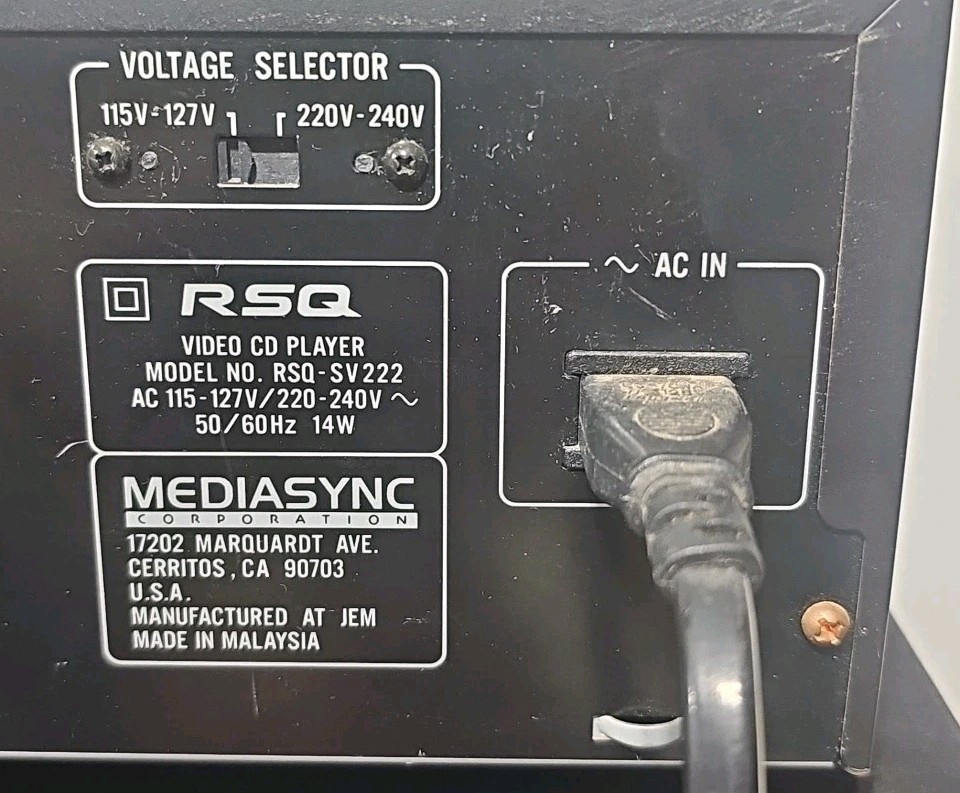 VOLTAGE SELECTOR
115V-127V 220V-240V
RSQ
VIDEO CD PLAYER
MODEL NO. RSQ-SV222
AC 115-127V/220-240V ~
50/60Hz 14W
MEDIASYNC
CORPORATION
17202 MARQUARDT AVE.
CERRITOS, CA 90703
U.S.A.
MANUFACTURED AT JEM
MADE IN MALAYSIA
~ AC IN